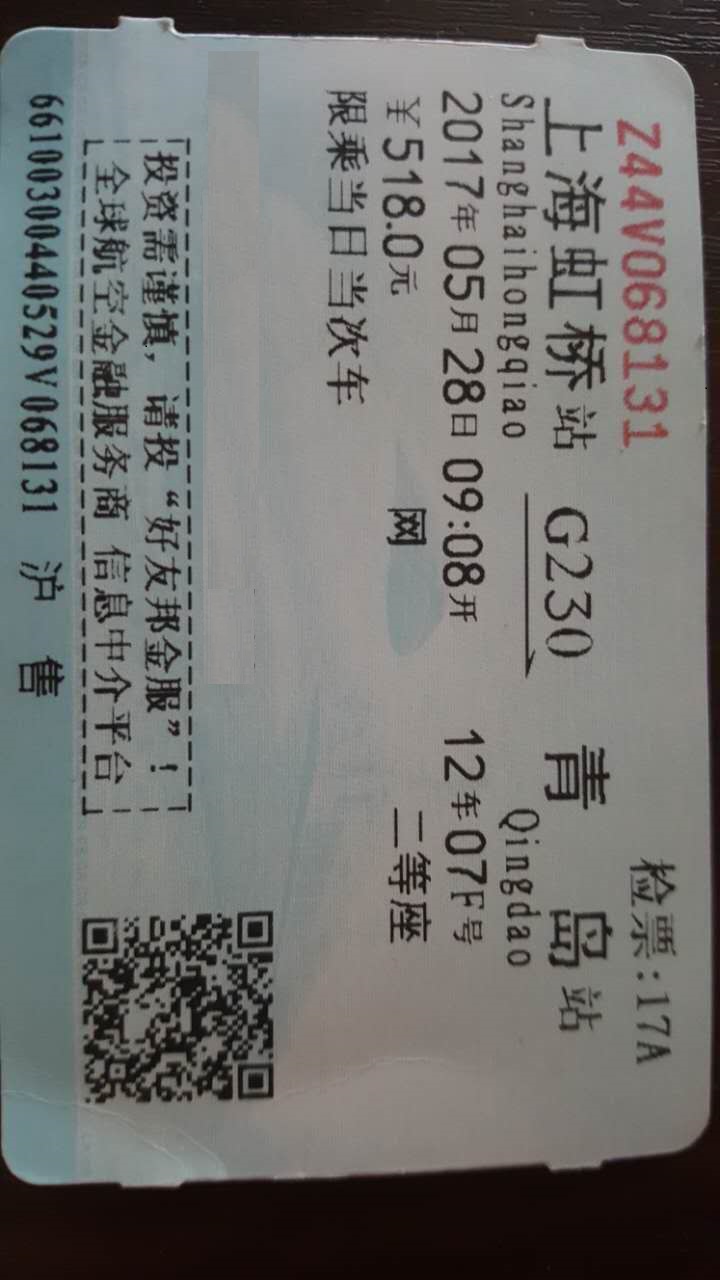 Z44V068131 检票:17A
上海虹桥站 G230 青岛站
Shanghaihongqiao Qingdao
2017年05月28日 09:08开 12车07F号
￥518.0元 网 二等座
限乘当日当次车
投资需谨慎,请投“好友邦金服”!
全球航空金融服务商 信息中介平台
66100300440529V068131 沪 售